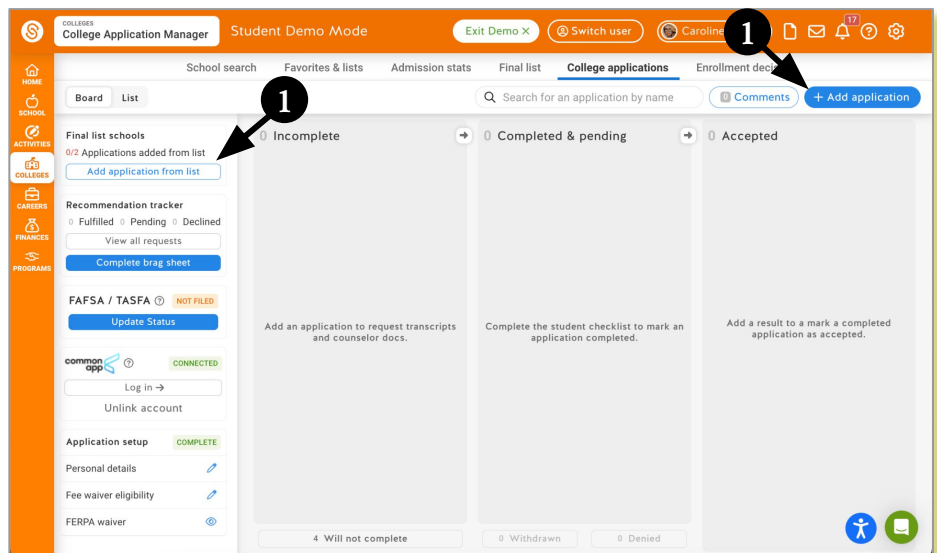 COLLEGES
College Application Manager
Student Demo Mode
Exit Demo ×
Switch user
Caroline
1
17
HOME
SCHOOL
ACTIVITIES
COLLEGES
CAREERS
FINANCES
PROGRAMS
School search Favorites & lists Admission stats Final list College applications Enrollment deci
Board List
1
Search for an application by name
0 Comments
+ Add application
Final list schools
0/2 Applications added from list
Add application from list
Recommendation tracker
0 Fulfilled 0 Pending 0 Declined
View all requests
Complete brag sheet
FAFSA / TASFA
NOT FILED
Update Status
common app
CONNECTED
Log in →
Unlink account
Application setup
COMPLETE
Personal details
Fee waiver eligibility
FERPA waiver
0 Incomplete
Add an application to request transcripts
and counselor docs.
4 Will not complete
0 Completed & pending
Complete the student checklist to mark an
application completed.
0 Withdrawn
0 Denied
0 Accepted
Add a result to a mark a completed
application as accepted.